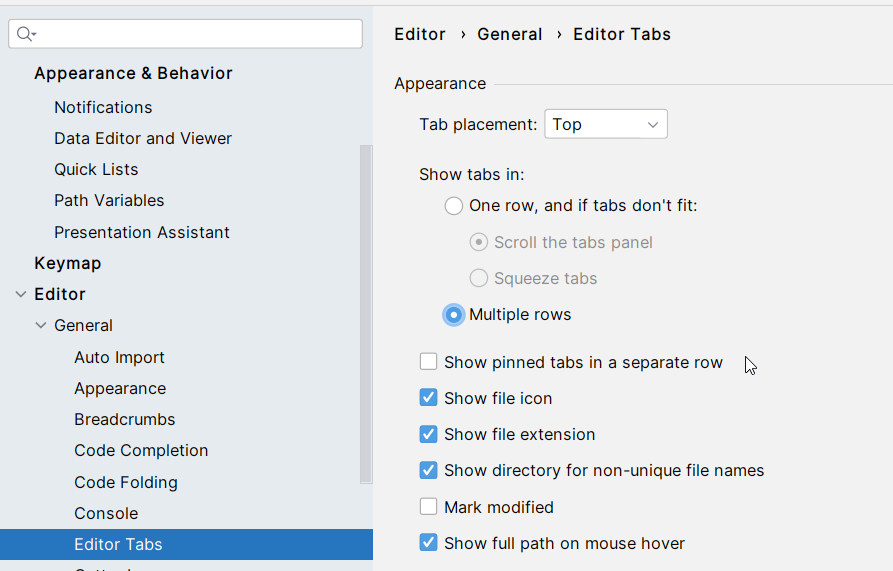 Appearance & Behavior
Notifications
Data Editor and Viewer
Quick Lists
Path Variables
Presentation Assistant
Keymap
Editor
General
Auto Import
Appearance
Breadcrumbs
Code Completion
Code Folding
Console
Editor Tabs
Editor › General › Editor Tabs
Appearance
Tab placement: Top
Show tabs in:
One row, and if tabs don't fit:
Scroll the tabs panel
Squeeze tabs
Multiple rows
Show pinned tabs in a separate row
Show file icon
Show file extension
Show directory for non-unique file names
Mark modified
Show full path on mouse hover